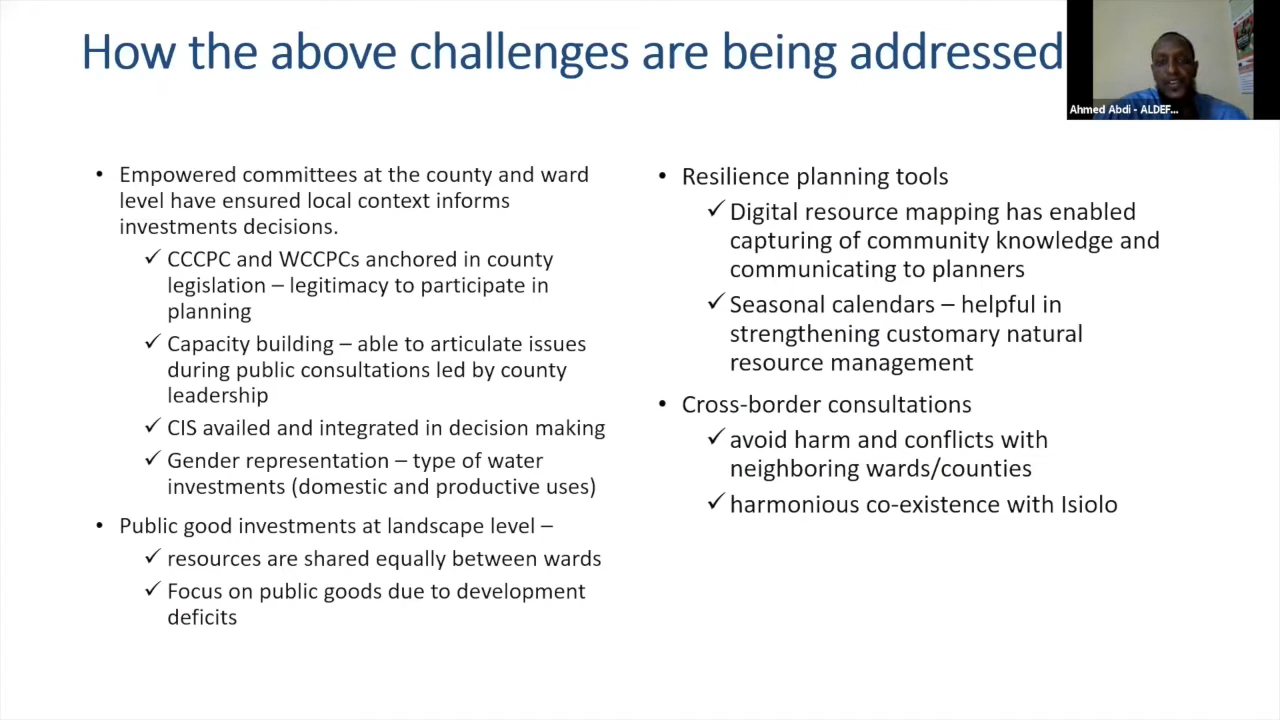 How the above challenges are being addressed
Ahmed Abdi - ALDEF...
• Empowered committees at the county and ward
level have ensured local context informs
investments decisions.
✓ CCCPC and WCCPCs anchored in county
legislation – legitimacy to participate in
planning
✓ Capacity building – able to articulate issues
during public consultations led by county
leadership
✓ CIS availed and integrated in decision making
✓ Gender representation – type of water
investments (domestic and productive uses)
• Public good investments at landscape level –
✓ resources are shared equally between wards
✓ Focus on public goods due to development
deficits
• Resilience planning tools
✓ Digital resource mapping has enabled
capturing of community knowledge and
communicating to planners
✓ Seasonal calendars – helpful in
strengthening customary natural
resource management
• Cross-border consultations
✓ avoid harm and conflicts with
neighboring wards/counties
✓ harmonious co-existence with Isiolo